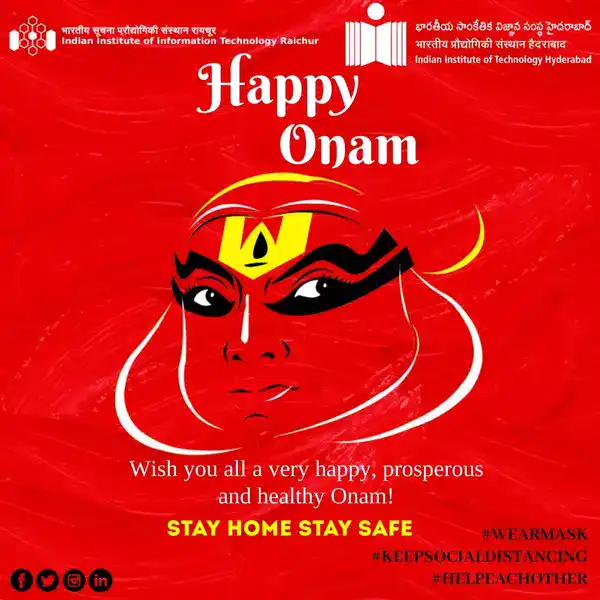 भारतीय सूचना प्रौद्योगिकी संस्थान रायचूर
Indian Institute of Information Technology Raichur
భారతీయ సాంకేతిక విజ్ఞాన సంస్థ హైదరాబాద్
भारतीय प्रौद्योगिकी संस्थान हैदराबाद
Indian Institute of Technology Hyderabad
Happy
Onam
Wish you all a very happy, prosperous
and healthy Onam!
STAY HOME STAY SAFE
#WEARMASK
#KEEPSOCIALDISTANCING
#HELPEACHOTHER